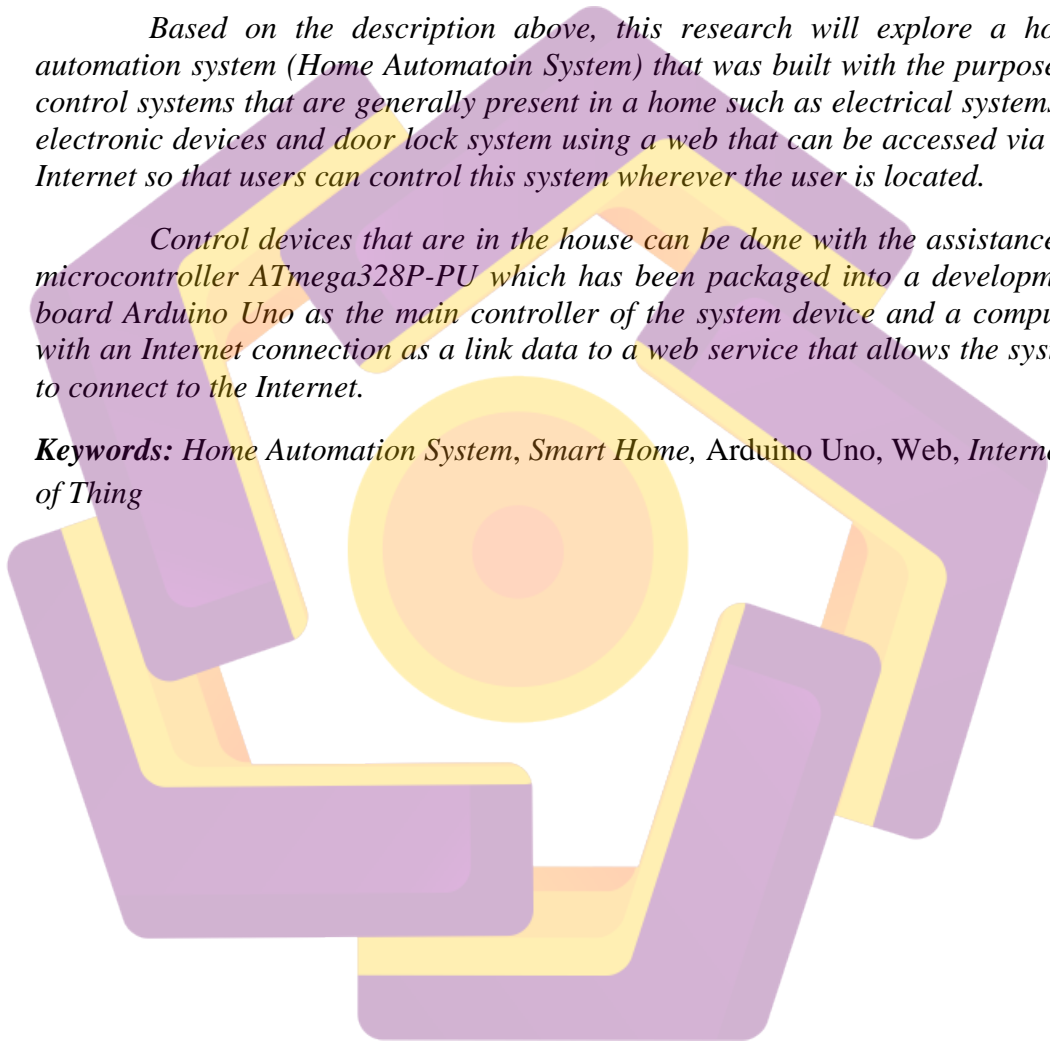 Based on the description above, this research will explore a ho
automation system (Home Automatoin System) that was built with the purpose
control systems that are generally present in a home such as electrical systems
electronic devices and door lock system using a web that can be accessed via
Internet so that users can control this system wherever the user is located.
Control devices that are in the house can be done with the assistance
microcontroller ATmega328P-PU which has been packaged into a developm
board Arduino Uno as the main controller of the system device and a compu
with an Internet connection as a link data to a web service that allows the sys
to connect to the Internet.
Keywords: Home Automation System, Smart Home, Arduino Uno, Web, Interne
of Thing